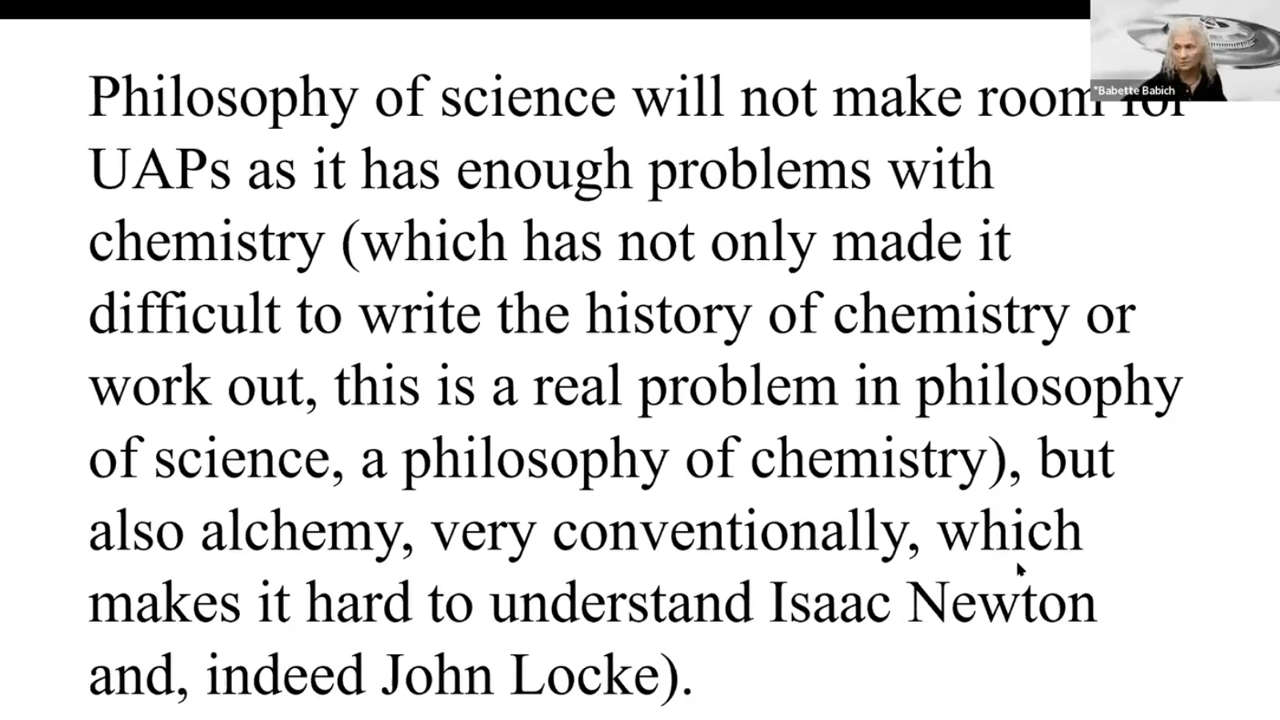 Philosophy of science will not make room for
*Babette Babich
UAPs as it has enough problems with
chemistry (which has not only made it
difficult to write the history of chemistry or
work out, this is a real problem in philosophy
of science, a philosophy of chemistry), but
also alchemy, very conventionally, which
makes it hard to understand Isaac Newton
and, indeed John Locke).